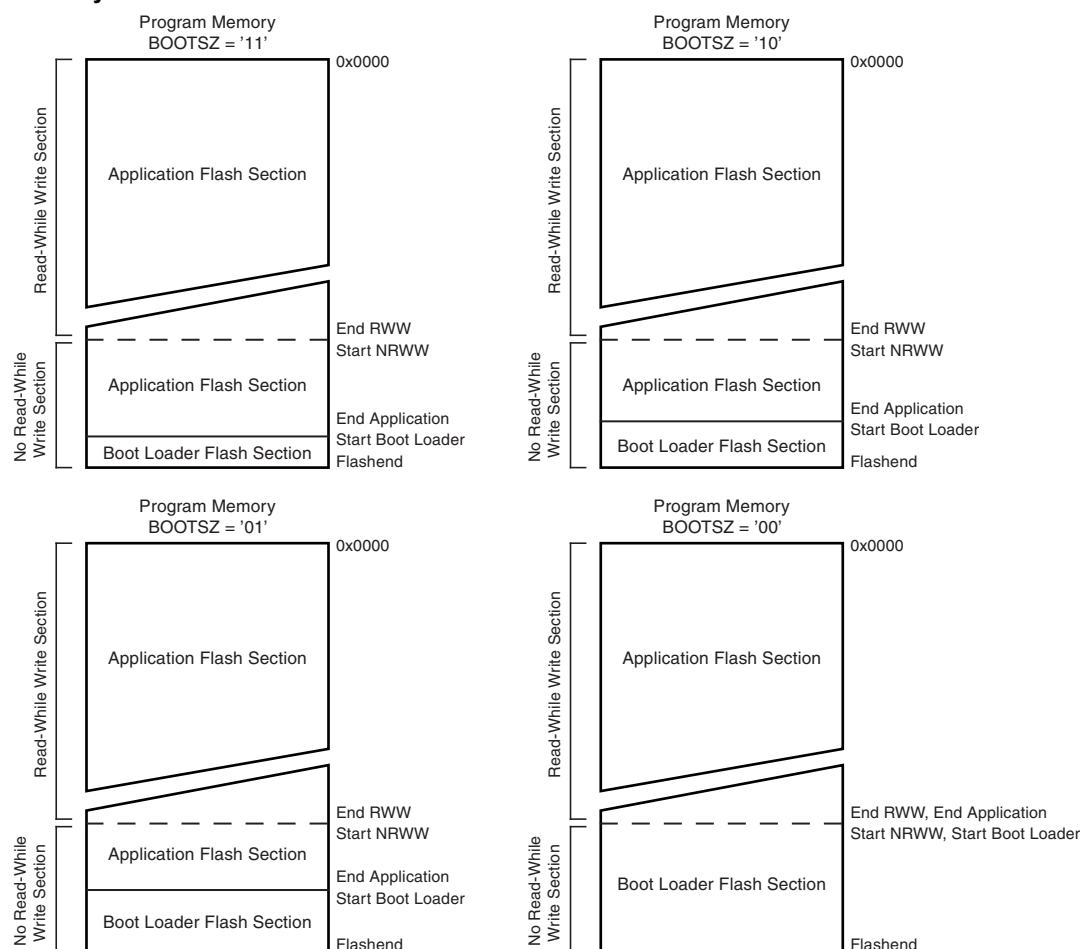 Program Memory
BOOTSZ = '11'
0x0000
Read-While Write Section
Application Flash Section
End RWW
Start NRWW
No Read-While
Write Section
Application Flash Section
End Application
Start Boot Loader
Boot Loader Flash Section
Flashend
Program Memory
BOOTSZ = '10'
0x0000
Read-While Write Section
Application Flash Section
End RWW
Start NRWW
No Read-While
Write Section
Application Flash Section
End Application
Start Boot Loader
Boot Loader Flash Section
Flashend
Program Memory
BOOTSZ = '01'
0x0000
Read-While Write Section
Application Flash Section
End RWW
Start NRWW
No Read-While
Write Section
Application Flash Section
End Application
Start Boot Loader
Boot Loader Flash Section
Flashend
Program Memory
BOOTSZ = '00'
0x0000
Read-While Write Section
Application Flash Section
End RWW, End Application
Start NRWW, Start Boot Loader
No Read-While
Write Section
Boot Loader Flash Section
Flashend